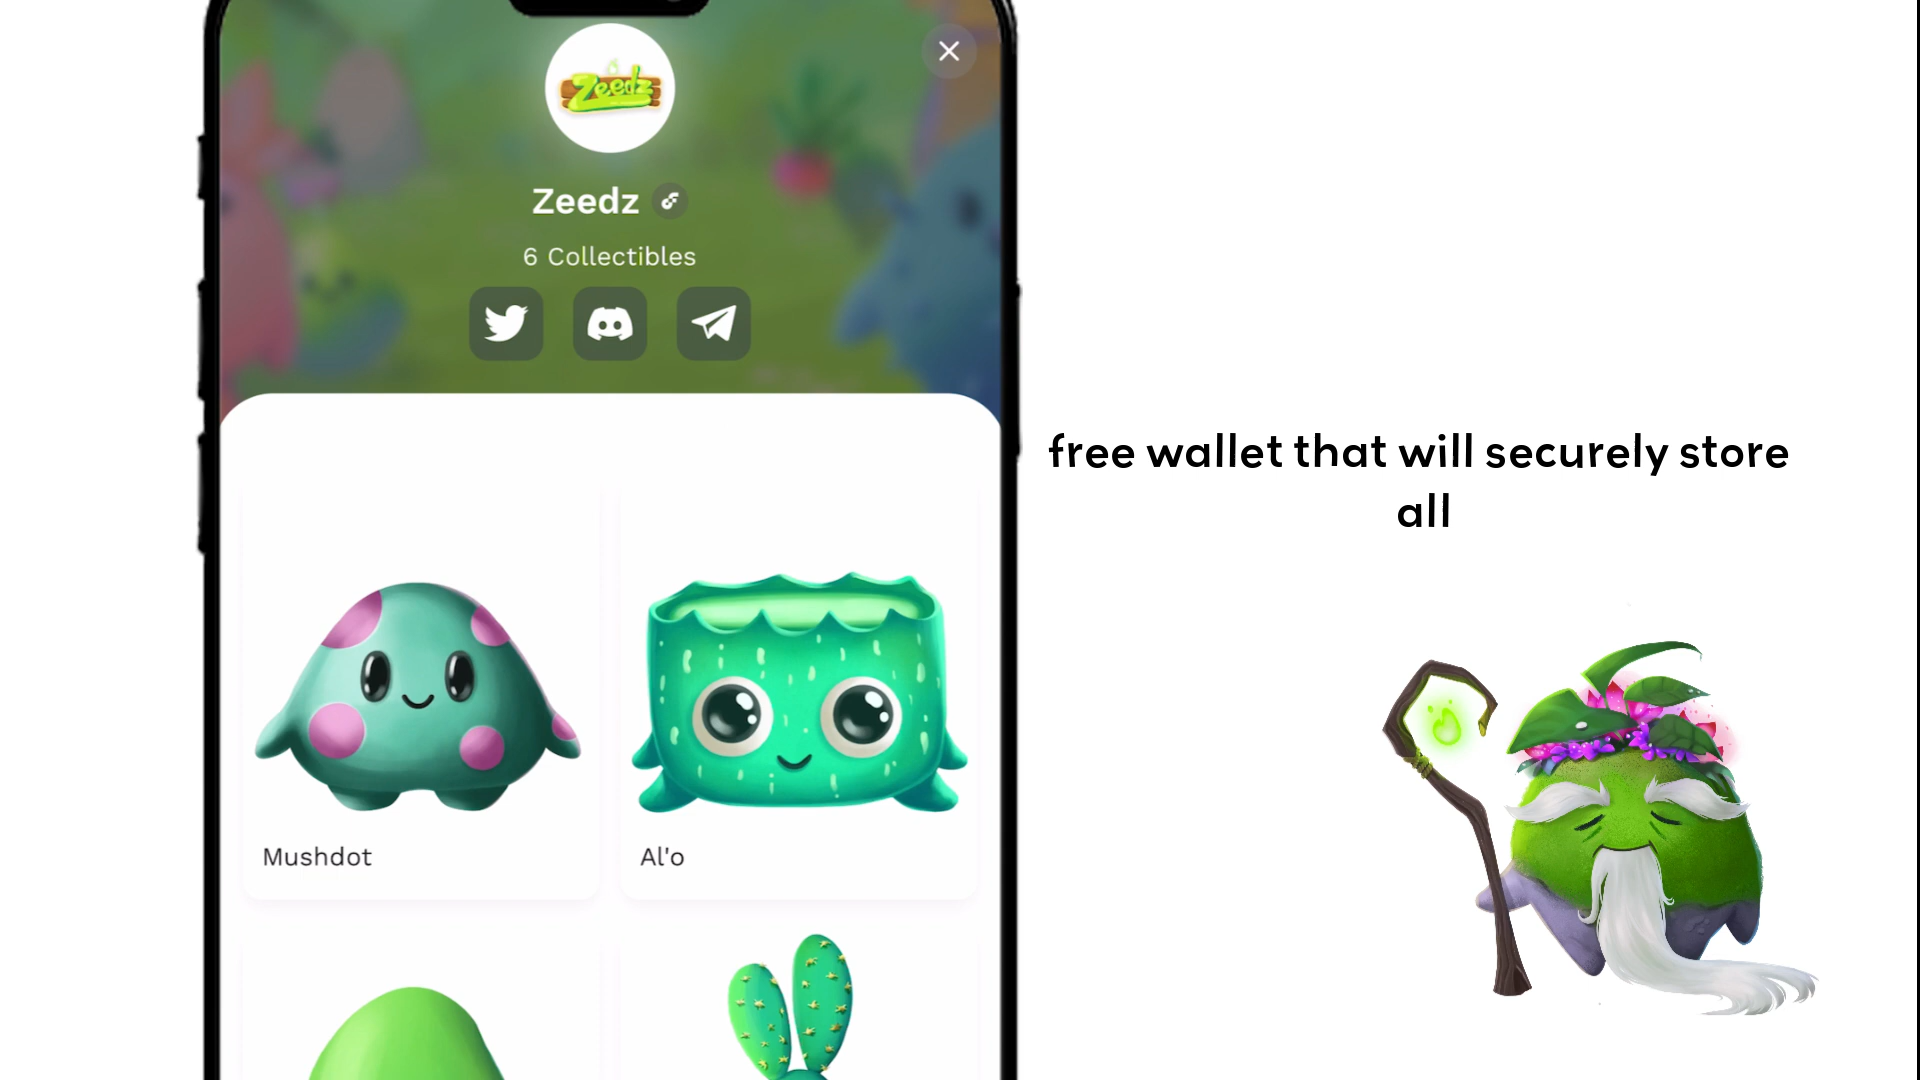 Zeedz
Zeedz
6 Collectibles
free wallet that will securely store
all
Mushdot
Al'o